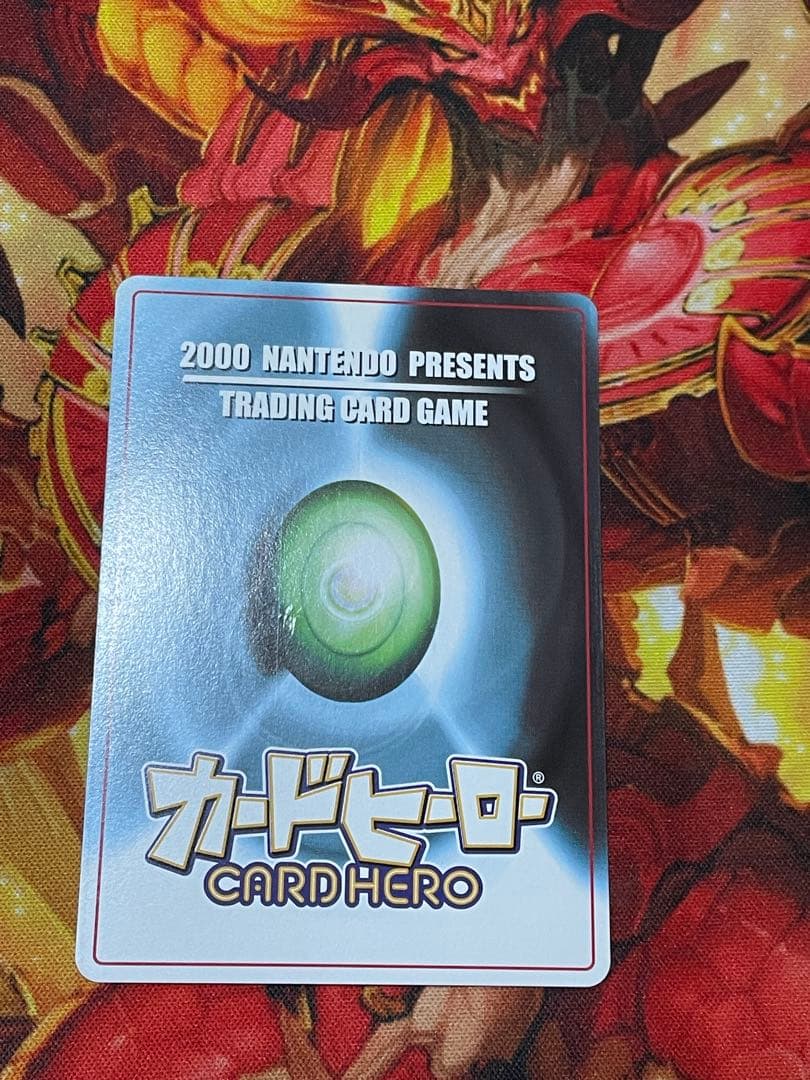 2000 NANTENDO PRESENTS
TRADING CARD GAME
カードヒーロー®
CARD HERO